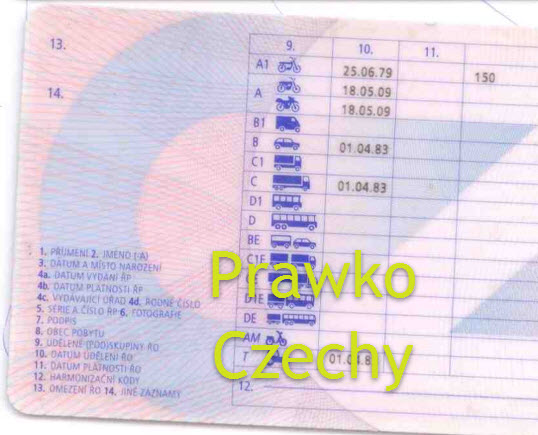 13.
14.
9. 10. 11.
A1 25.06.79 150
A 18.05.09
18.05.09
B1
B 01.04.83
C1
C 01.04.83
D1
D
BE
C1E
D1E
DE
AM
T
12.
1. PŘÍJMENÍ 2. JMÉNO (-A)
3. DATUM A MÍSTO NAROZENÍ
4a. DATUM VYDÁNÍ ŘP
4b. DATUM PLATNOSTI ŘP
4c. VYDÁVAJÍCÍ ÚŘAD 4d. RODNÉ ČÍSLO
5. SÉRIE A ČÍSLO ŘP 6. FOTOGRAFIE
7. PODPIS
8. OBEC POBYTU
9. UDĚLENÉ (POD)SKUPINY ŘO
10. DATUM UDĚLENÍ ŘO
11. DATUM PLATNOSTI ŘO
12. HARMONIZAČNÍ KÓDY
13. OMEZENÍ ŘO 14. JINÉ ZÁZNAMY
Prawko
Czechy